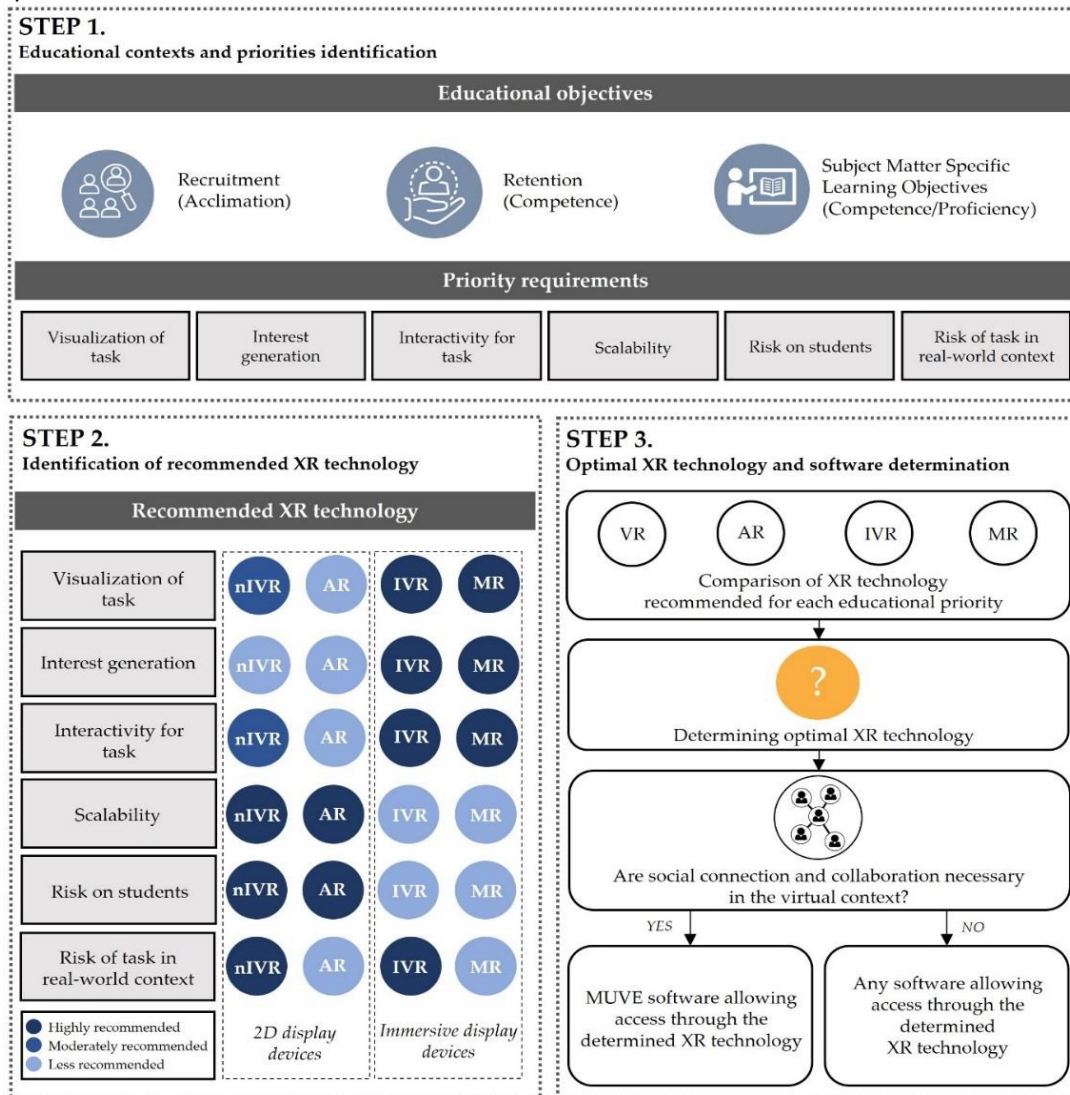 STEP 1.
Educational contexts and priorities identification
Educational objectives
Recruitment
(Acclimation)
Retention
(Competence)
Subject Matter Specific
Learning Objectives
(Competence/Proficiency)
Priority requirements
Visualization of
task
Interest
generation
Interactivity for
task
Scalability
Risk on students
Risk of task in
real-world context
STEP 2.
Identification of recommended XR technology
Recommended XR technology
Visualization of
task
nIVR AR IVR MR
Interest generation
nIVR AR IVR MR
Interactivity for
task
nIVR AR IVR MR
Scalability
nIVR AR IVR MR
Risk on students
nIVR AR IVR MR
Risk of task in
real-world context
nIVR AR IVR MR
Highly recommended
Moderately recommended
Less recommended
2D display
devices
Immersive display
devices
STEP 3.
Optimal XR technology and software determination
VR AR IVR MR
Comparison of XR technology
recommended for each educational priority
?
Determining optimal XR technology
Are social connection and collaboration necessary
in the virtual context?
YES
NO
MUVE software allowing
access through the
determined XR technology
Any software allowing
access through the
determined
XR technology